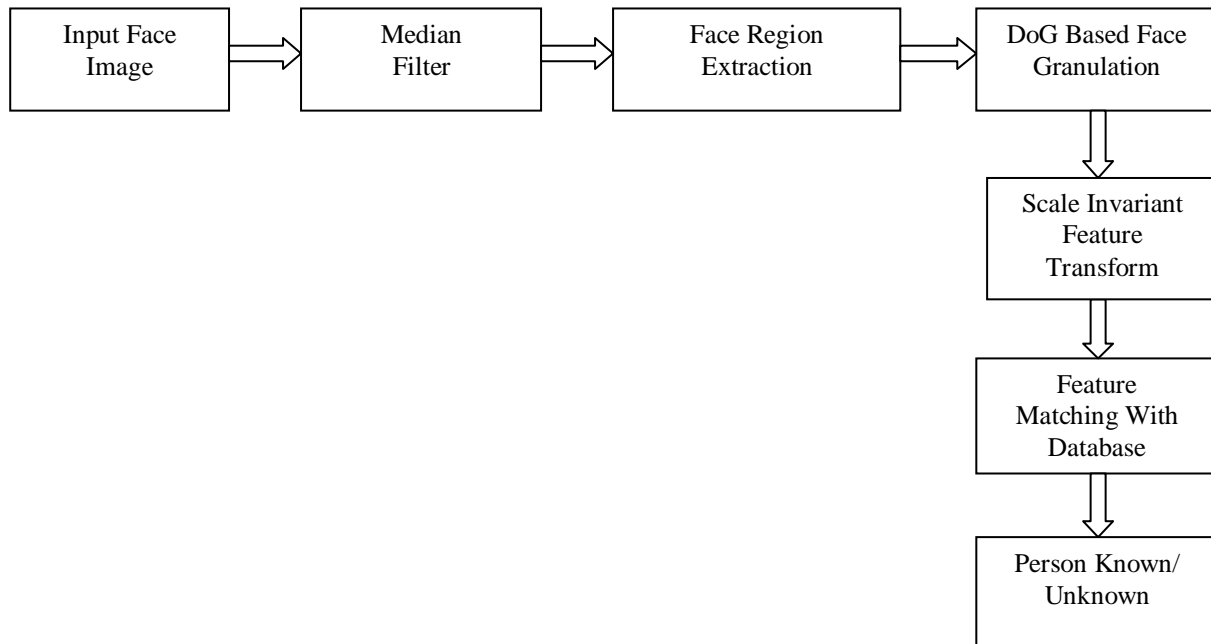 Input Face
Image
Median
Filter
Face Region
Extraction
DoG Based Face
Granulation
Scale Invariant
Feature
Transform
Feature
Matching With
Database
Person Known/
Unknown